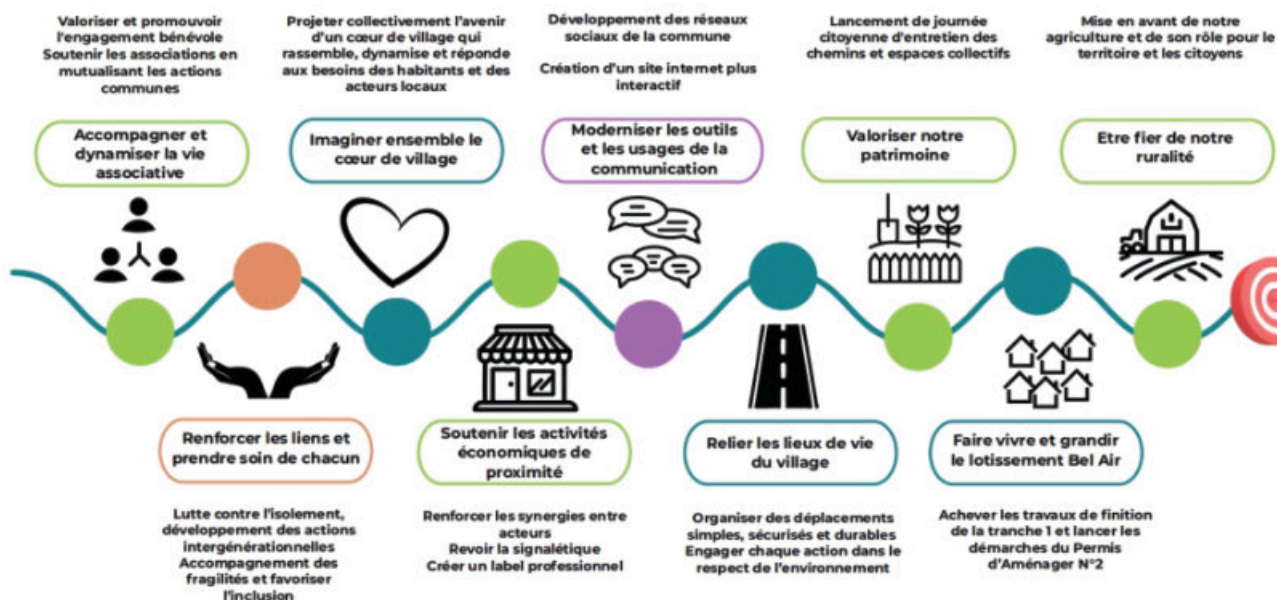 Valoriser et promouvoir
l'engagement bénévole
Soutenir les associations en
mutualisant les actions
communes
Accompagner et
dynamiser la vie
associative
Renforcer les liens et
prendre soin de chacun
Lutte contre l'isolement,
développement des actions
intergénérationnelles
Accompagnement des
fragilités et favoriser
l'inclusion
Projeter collectivement l'avenir
d'un cœur de village qui
rassemble, dynamise et réponde
aux besoins des habitants et des
acteurs locaux
Imaginer ensemble le
cœur de village
Soutenir les activités
économiques de
proximité
Renforcer les synergies entre
acteurs
Revoir la signalétique
Créer un label professionnel
Développement des réseaux
sociaux de la commune
Création d'un site internet plus
interactif
Moderniser les outils
et les usages de la
communication
Relier les lieux de vie
du village
Organiser des déplacements
simples, sécurisés et durables
Engager chaque action dans le
respect de l'environnement
Lancement de journée
citoyenne d'entretien des
chemins et espaces collectifs
Valoriser notre
patrimoine
Faire vivre et grandir
le lotissement Bel Air
Achever les travaux de finition
de la tranche 1 et lancer les
démarches du Permis
d'Aménager N°2
Mise en avant de notre
agriculture et de son rôle pour le
territoire et les citoyens
Etre fier de notre
ruralité